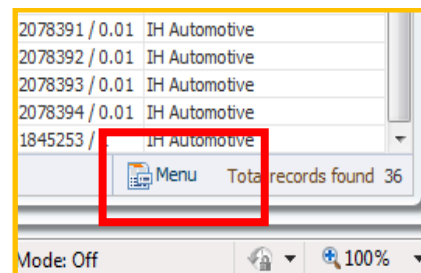 2078391 / 0.01 IH Automotive
2078392 / 0.01 IH Automotive
2078393 / 0.01 IH Automotive
2078394 / 0.01 IH Automotive
1845253 / IH Automotive
Menu Total records found 36
Mode: Off 100%